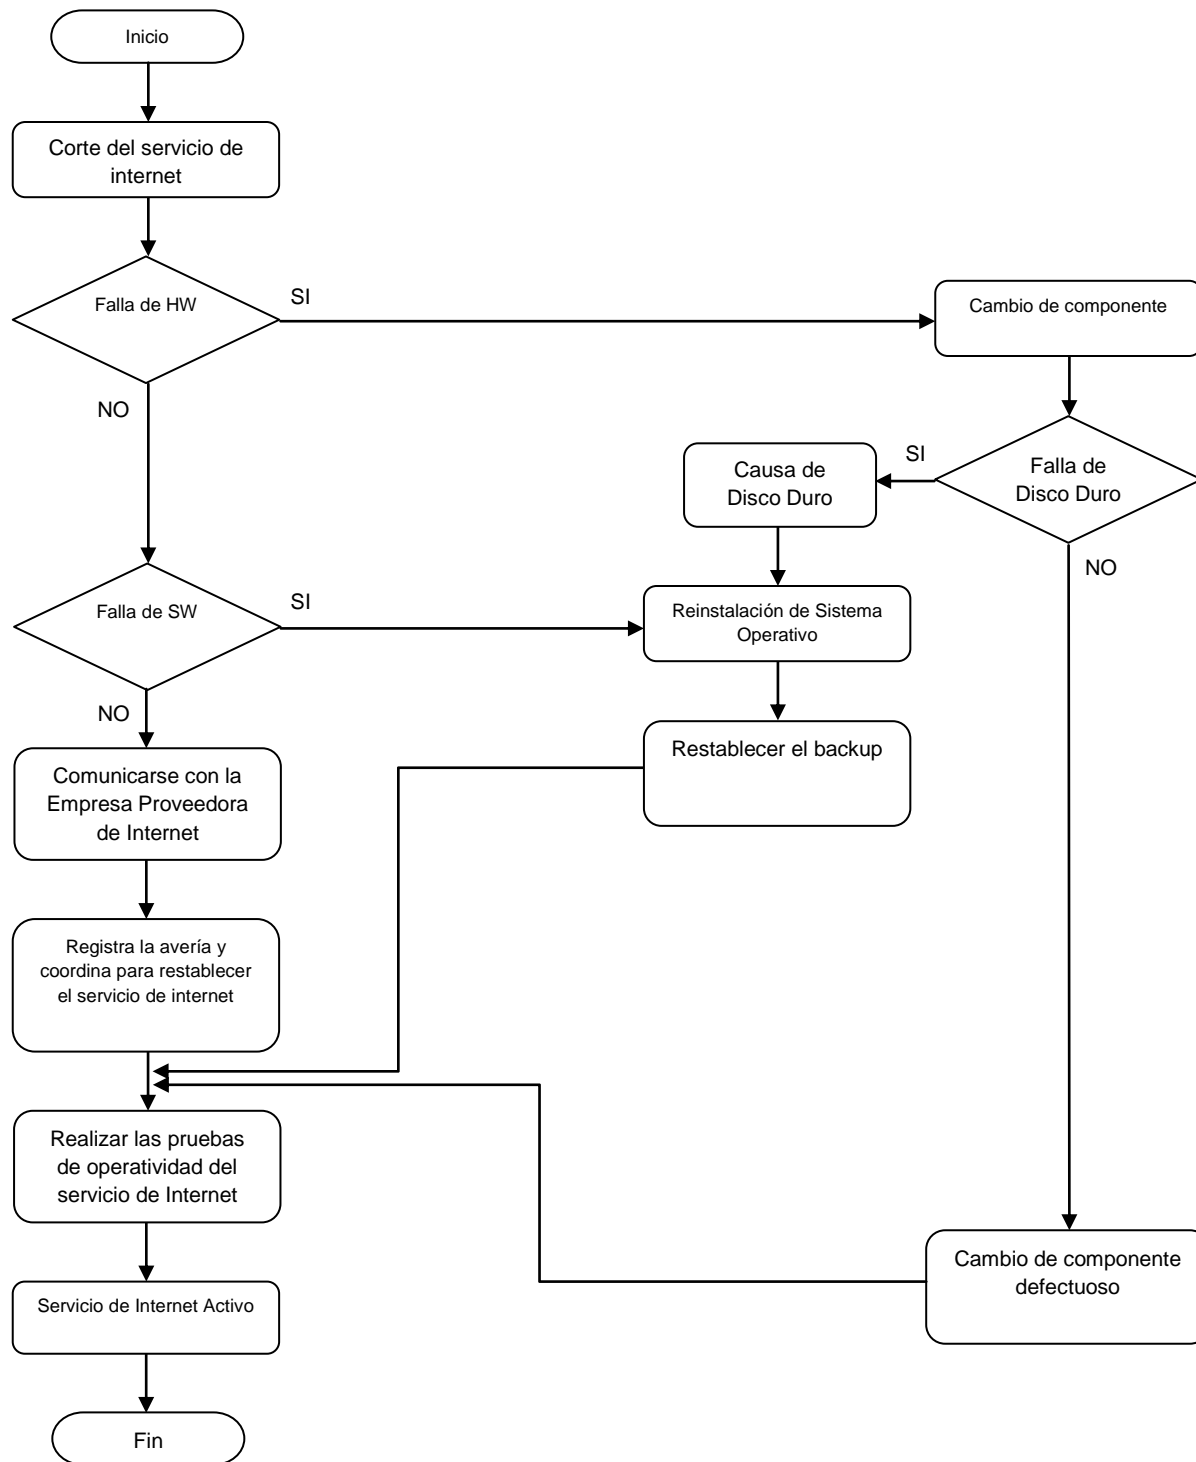 Inicio
Corte del servicio de
internet
Falla de HW
SI
Cambio de componente
NO
SI
Causa de
Disco Duro
Falla de
Disco Duro
NO
Falla de SW
SI
Reinstalación de Sistema
Operativo
NO
Restablecer el backup
Comunicarse con la
Empresa Proveedora
de Internet
Registra la avería y
coordina para restablecer
el servicio de internet
Realizar las pruebas
de operatividad del
servicio de Internet
Cambio de componente
defectuoso
Servicio de Internet Activo
Fin